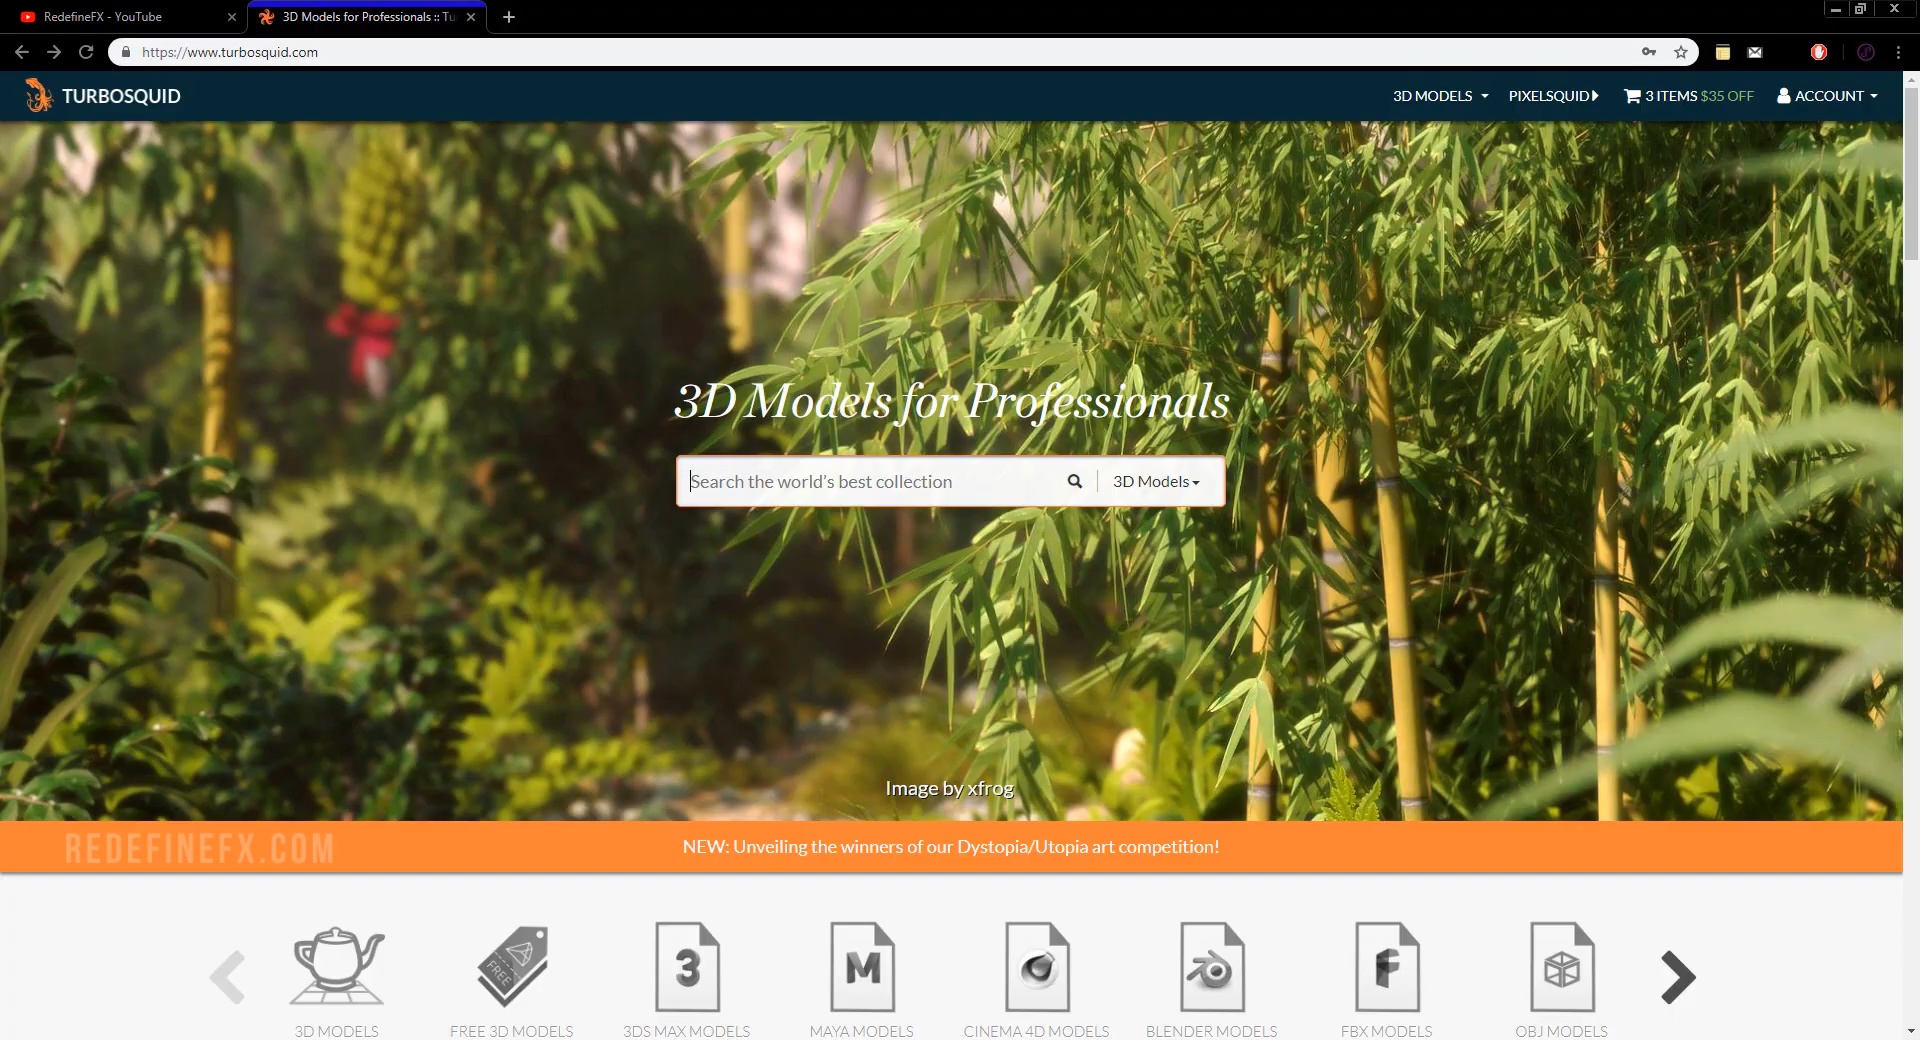 RedefineFX - YouTube
3D Models for Professionals :: Tu
https://www.turbosquid.com
TURBOSQUID
3D MODELS
PIXELSQUID
3 ITEMS $35 OFF
ACCOUNT
3D Models for Professionals
Search the world's best collection
3D Models
Image by xfrog
REDEFINEFX.COM
NEW: Unveiling the winners of our Dystopia/Utopia art competition!
FREE
3
M
F
3D MODELS
FREE 3D MODELS
3DS MAX MODELS
MAYA MODELS
CINEMA 4D MODELS
BLENDER MODELS
FBX MODELS
OBJ MODELS